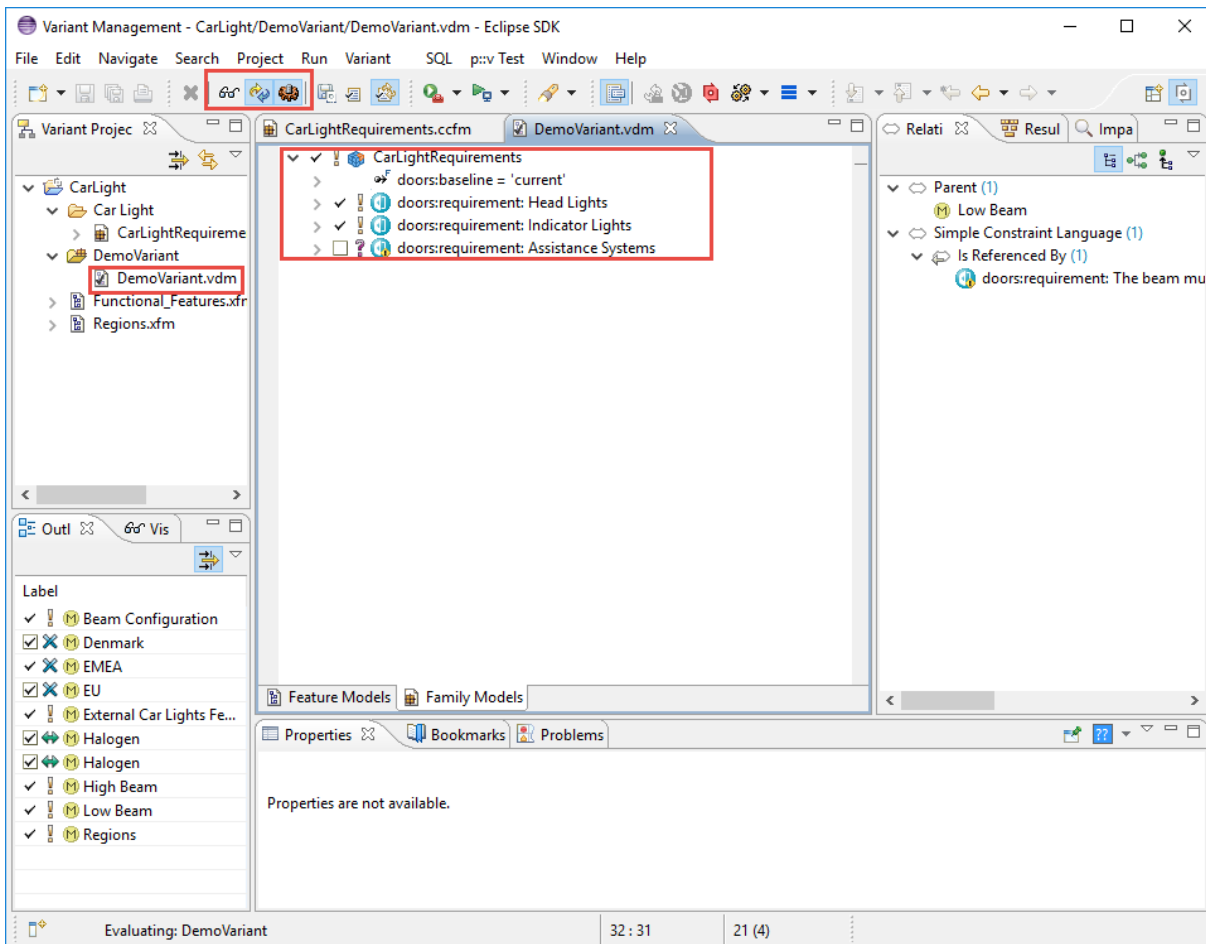 Variant Management - CarLight/DemoVariant/DemoVariant.vdm - Eclipse SDK
File Edit Navigate Search Project Run Variant SQL p::v Test Window Help
Variant Projec
CarLight
Car Light
CarLightRequireme
DemoVariant
DemoVariant.vdm
Functional_Features.xfr
Regions.xfm
CarLightRequirements.ccfm DemoVariant.vdm
CarLightRequirements
doors:baseline = 'current'
doors:requirement: Head Lights
doors:requirement: Indicator Lights
doors:requirement: Assistance Systems
Feature Models Family Models
Relati Resul Impa
Parent (1)
Low Beam
Simple Constraint Language (1)
Is Referenced By (1)
doors:requirement: The beam mu
Outl Vis
Label
Beam Configuration
Denmark
EMEA
EU
External Car Lights Fe...
Halogen
Halogen
High Beam
Low Beam
Regions
Properties Bookmarks Problems
Properties are not available.
Evaluating: DemoVariant 32 : 31 21 (4)